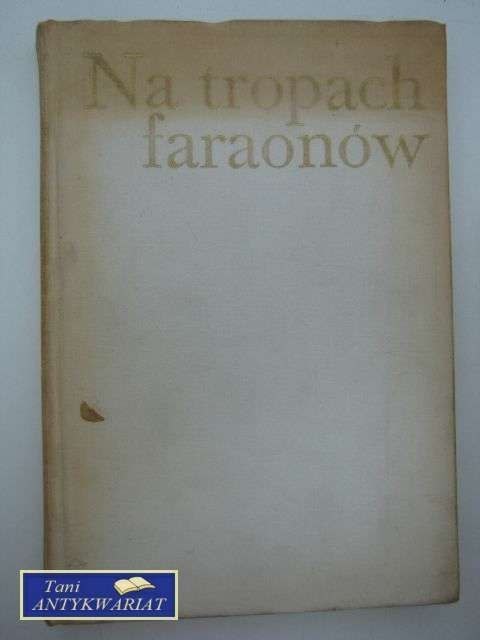 Na tropach
faraonów
Tani
ANTYKWARIAT